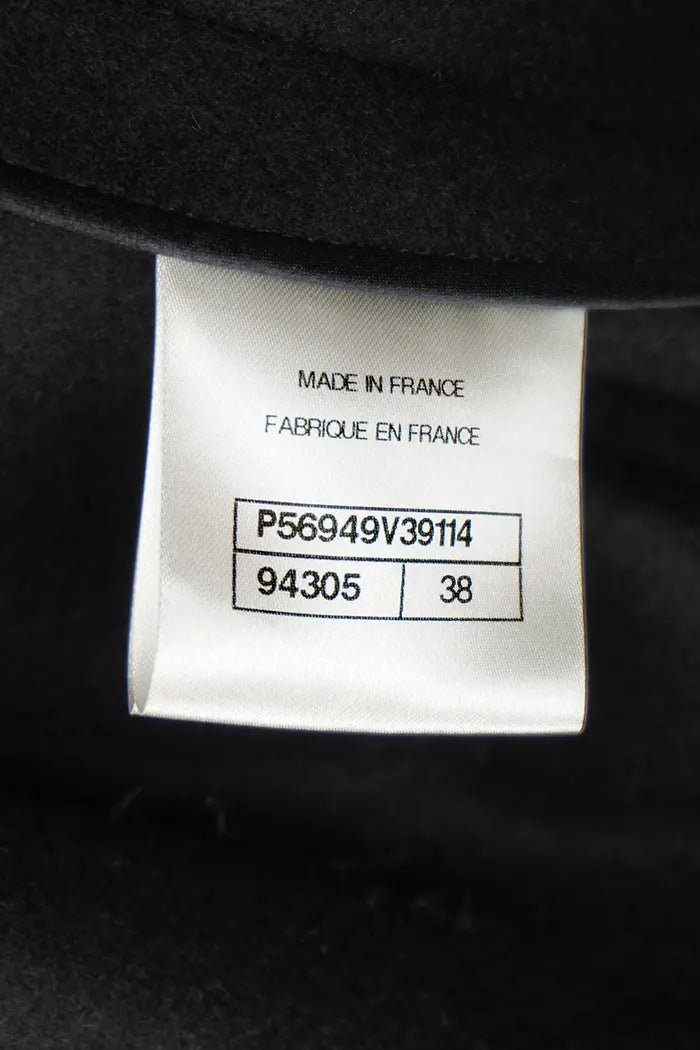 MADE IN FRANCE
FABRIQUE EN FRANCE
P56949V39114
94305 38